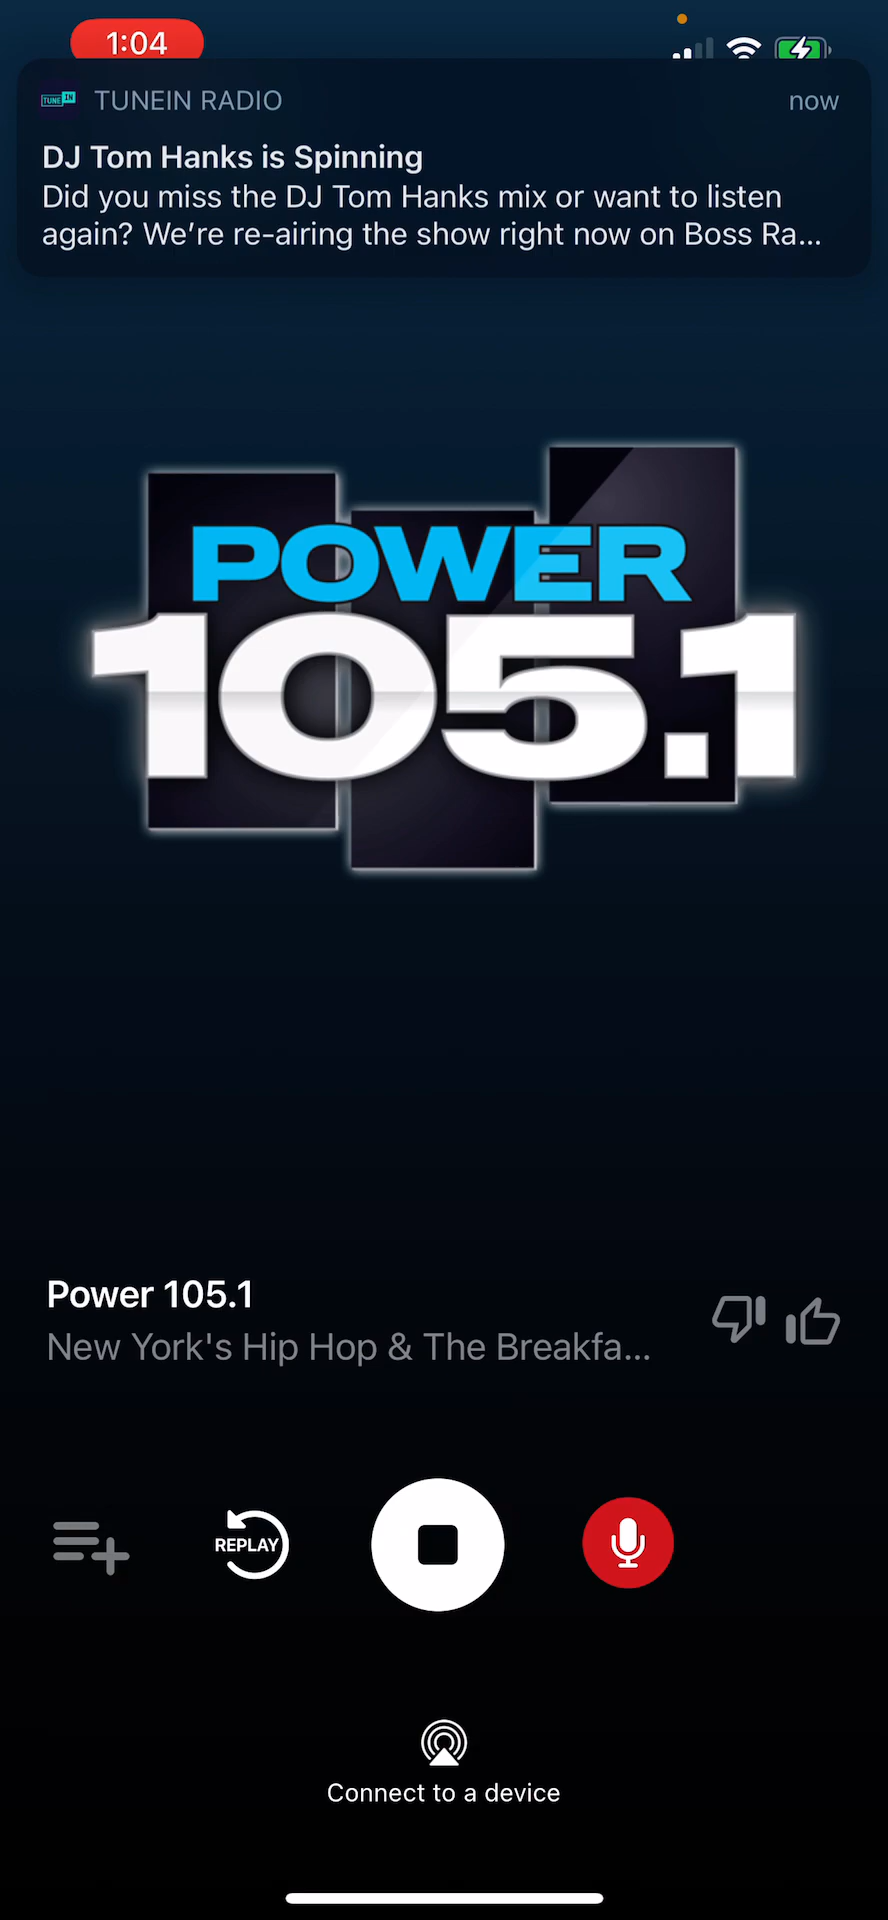 1:04
TUNEIN
TUNEIN RADIO
now
DJ Tom Hanks is Spinning
Did you miss the DJ Tom Hanks mix or want to listen
again? We’re re-airing the show right now on Boss Ra...
POWER
105.1
Power 105.1
New York's Hip Hop & The Breakfa...
REPLAY
Connect to a device